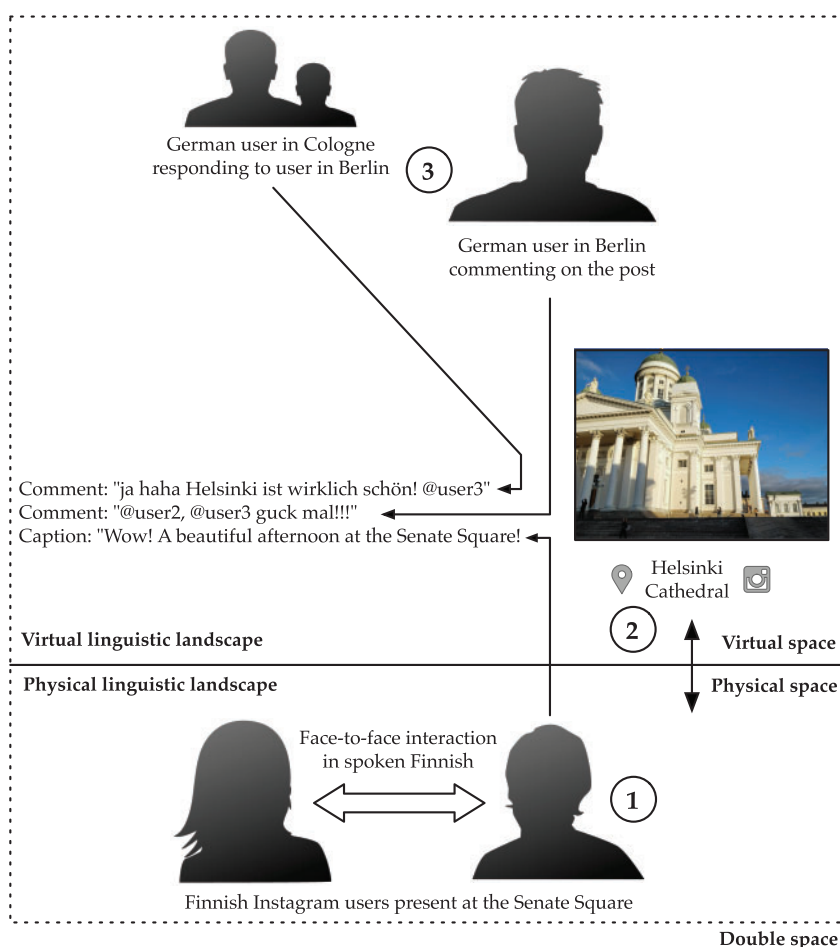 German user in Cologne
responding to user in Berlin
3
German user in Berlin
commenting on the post
Comment: "ja haha Helsinki ist wirklich schön! @user3"
Comment: "@user2, @user3 guck mal!!!"
Caption: "Wow! A beautiful afternoon at the Senate Square!
Helsinki
Cathedral
2
Virtual linguistic landscape
Virtual space
Physical linguistic landscape
Physical space
Face-to-face interaction
in spoken Finnish
1
Finnish Instagram users present at the Senate Square
Double space